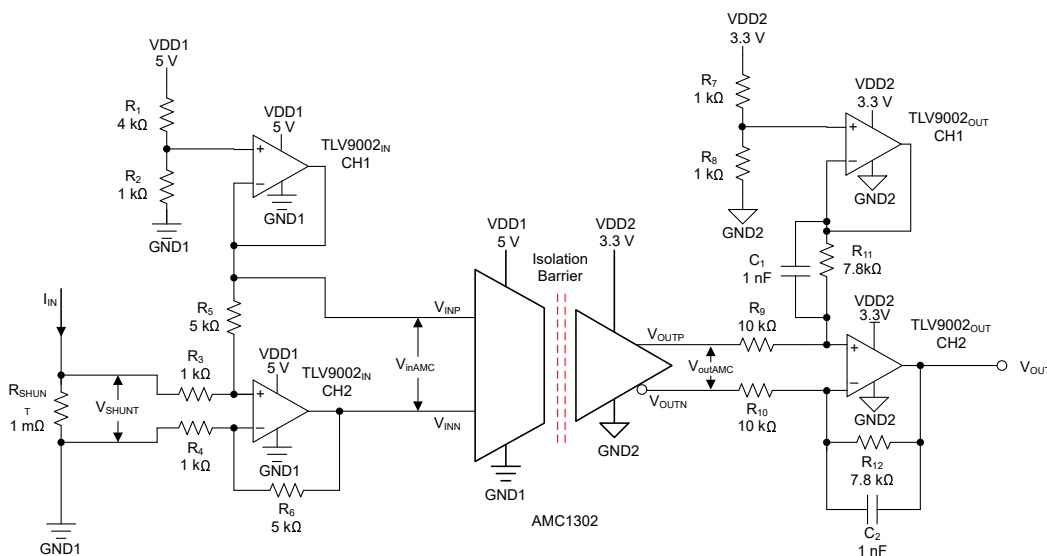 VDD1
5 V
R1
4 kΩ
R2
1 kΩ
GND1
VDD1
5 V
TLV9002IN
CH1
GND1
R5
5 kΩ
IIN
RSHUN
T
1 mΩ
VSHUNT
R3
1 kΩ
R4
1 kΩ
VDD1
5 V
TLV9002IN
CH2
GND1
R6
5 kΩ
GND1
VINP
VinAMC
VINN
VDD1
5 V
Isolation
Barrier
VDD2
3.3 V
GND1
GND2
AMC1302
VOUTP
VoutAMC
VOUTN
VDD2
3.3 V
R7
1 kΩ
R8
1 kΩ
GND2
VDD2
3.3 V
TLV9002OUT
CH1
GND2
C1
1 nF
R11
7.8kΩ
R9
10 kΩ
R10
10 kΩ
VDD2
3.3V
TLV9002OUT
CH2
GND2
VOUT
R12
7.8 kΩ
C2
1 nF